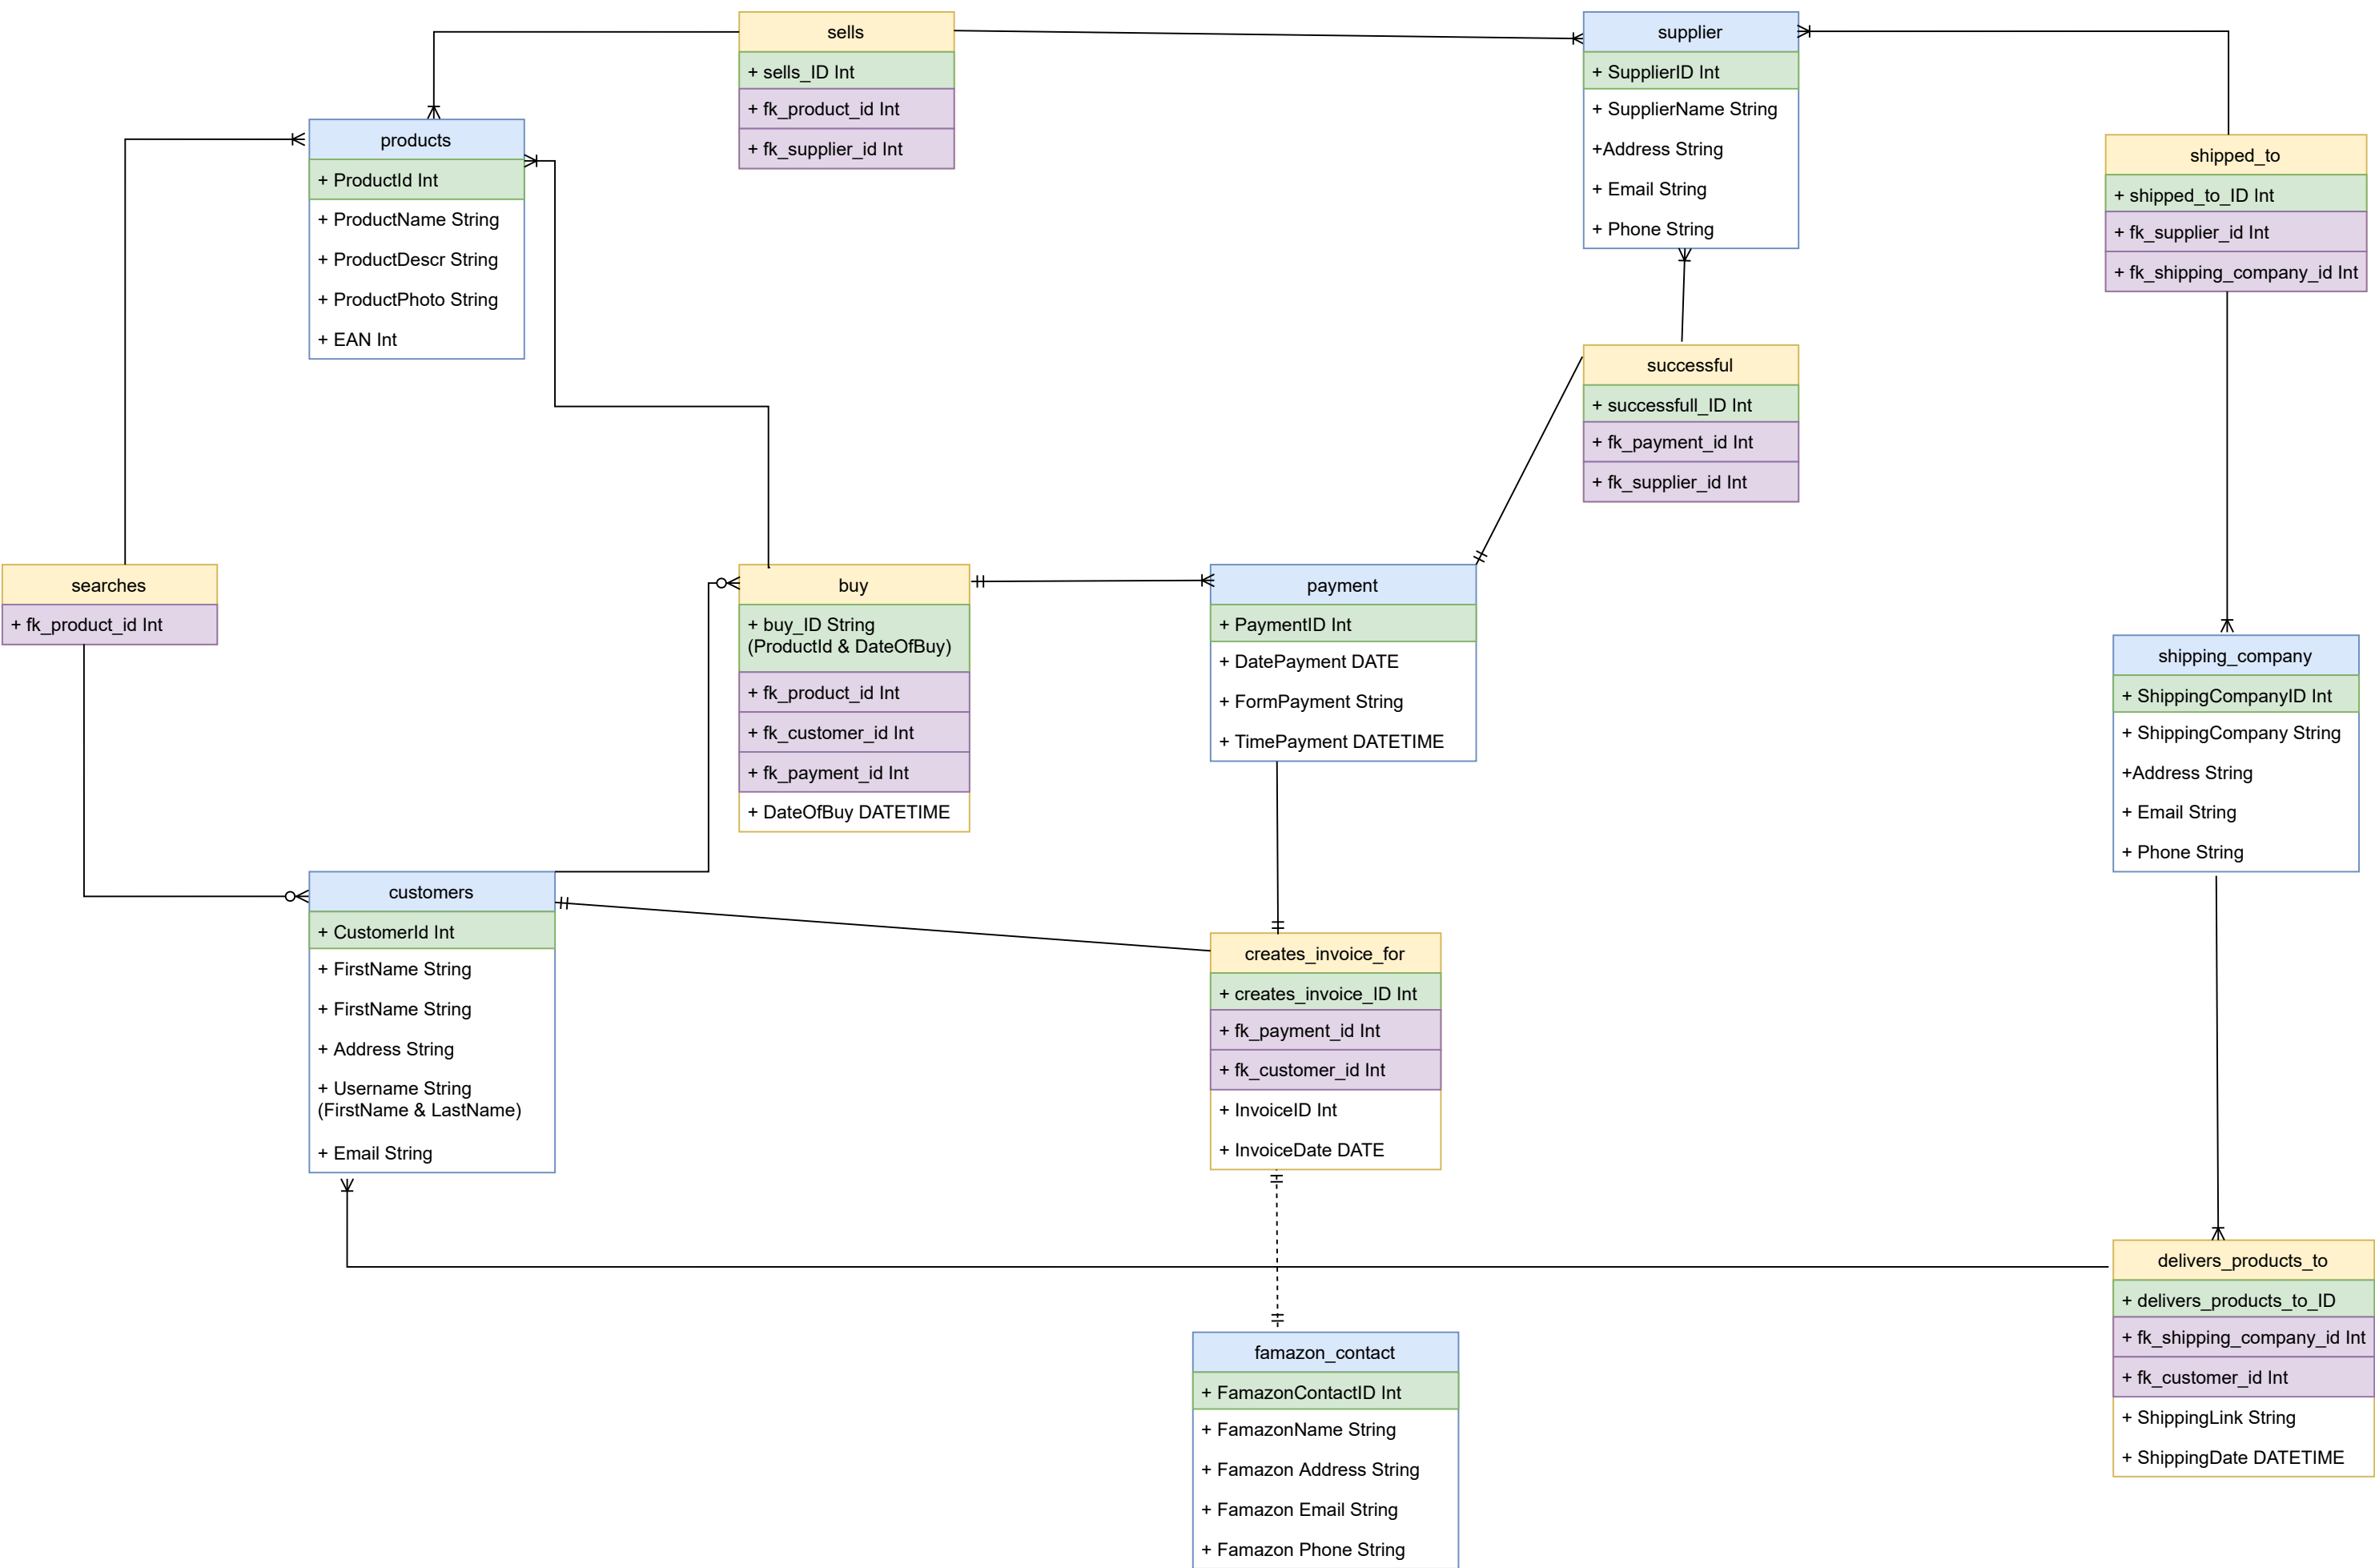 sells
+ sells_ID Int
+ fk_product_id Int
+ fk_supplier_id Int
supplier
+ SupplierID Int
+ SupplierName String
+Address String
+ Email String
+ Phone String
products
+ ProductId Int
+ ProductName String
+ ProductDescr String
+ ProductPhoto String
+ EAN Int
shipped_to
+ shipped_to_ID Int
+ fk_supplier_id Int
+ fk_shipping_company_id Int
successful
+ successfull_ID Int
+ fk_payment_id Int
+ fk_supplier_id Int
searches
+ fk_product_id Int
buy
+ buy_ID String
(ProductId & DateOfBuy)
+ fk_product_id Int
+ fk_customer_id Int
+ fk_payment_id Int
+ DateOfBuy DATETIME
payment
+ PaymentID Int
+ DatePayment DATE
+ FormPayment String
+ TimePayment DATETIME
shipping_company
+ ShippingCompanyID Int
+ ShippingCompany String
+Address String
+ Email String
+ Phone String
customers
+ CustomerId Int
+ FirstName String
+ FirstName String
+ Address String
+ Username String
(FirstName & LastName)
+ Email String
creates_invoice_for
+ creates_invoice_ID Int
+ fk_payment_id Int
+ fk_customer_id Int
+ InvoiceID Int
+ InvoiceDate DATE
delivers_products_to
+ delivers_products_to_ID
+ fk_shipping_company_id Int
+ fk_customer_id Int
+ ShippingLink String
+ ShippingDate DATETIME
famazon_contact
+ FamazonContactID Int
+ FamazonName String
+ Famazon Address String
+ Famazon Email String
+ Famazon Phone String